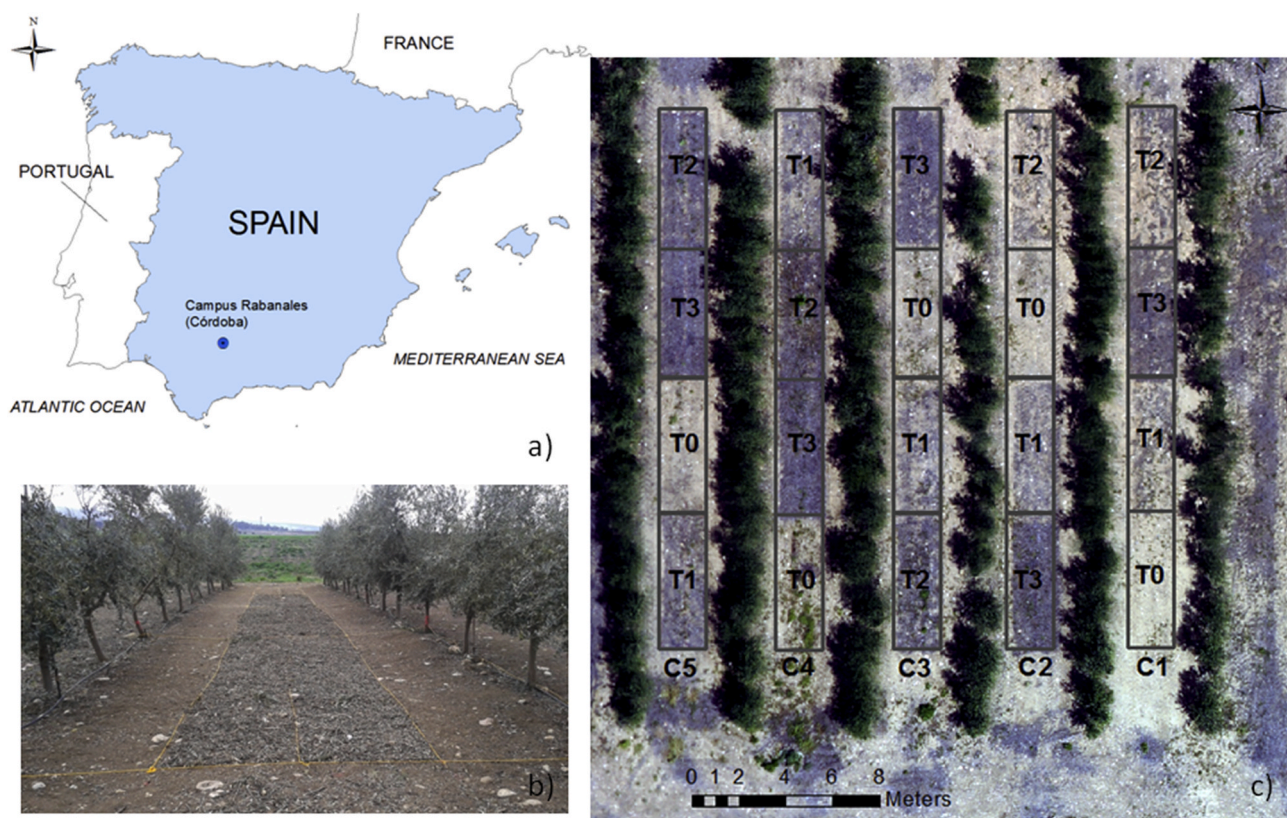 N
FRANCE
PORTUGAL
SPAIN
Campus Rabanales
(Córdoba)
MEDITERRANEAN SEA
ATLANTIC OCEAN
a)
b)
N
T2 T1 T3 T2 T2
T3 T2 T0 T0 T3
T0 T3 T1 T1 T1
T1 T0 T2 T3 T0
C5 C4 C3 C2 C1
0 1 2 4 6 8
Meters
c)